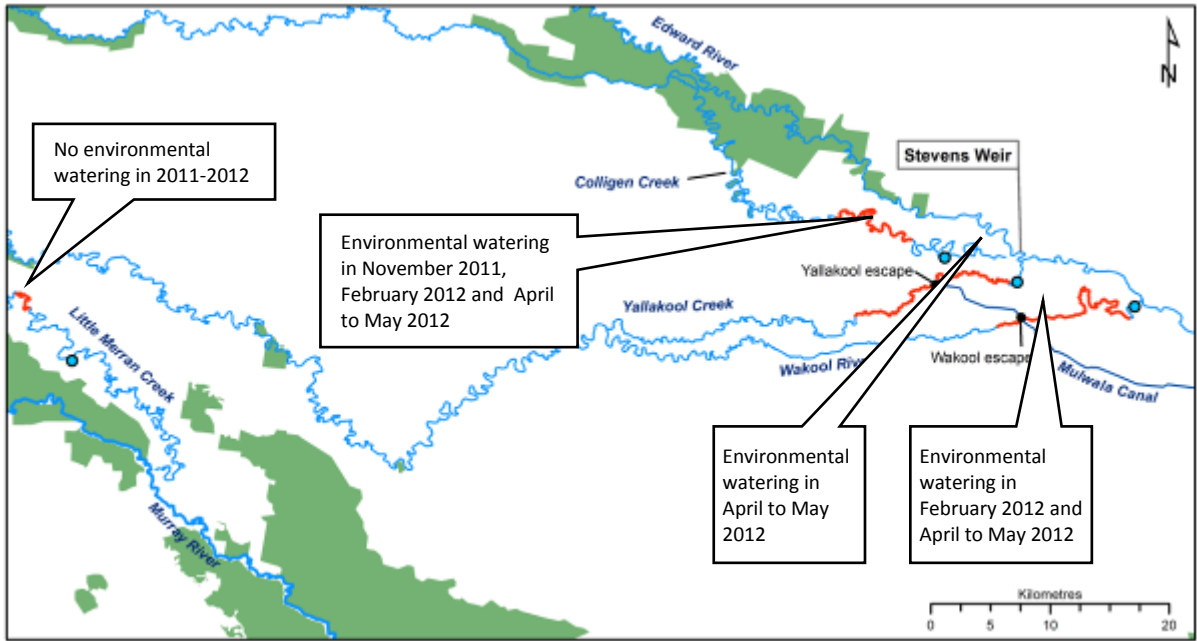 Edward River
N
No environmental
watering in 2011-2012
Stevens Weir
Colligen Creek
Environmental watering
in November 2011,
February 2012 and April
to May 2012
Yallakool escape
Yallakool Creek
Little Merran Creek
Wakool Rive
Wakool escape
Mulwala Canal
Environmental
watering in
April to May
2012
Environmental
watering in
February 2012 and
April to May 2012
Murray River
Kilometres
0 5 10 20